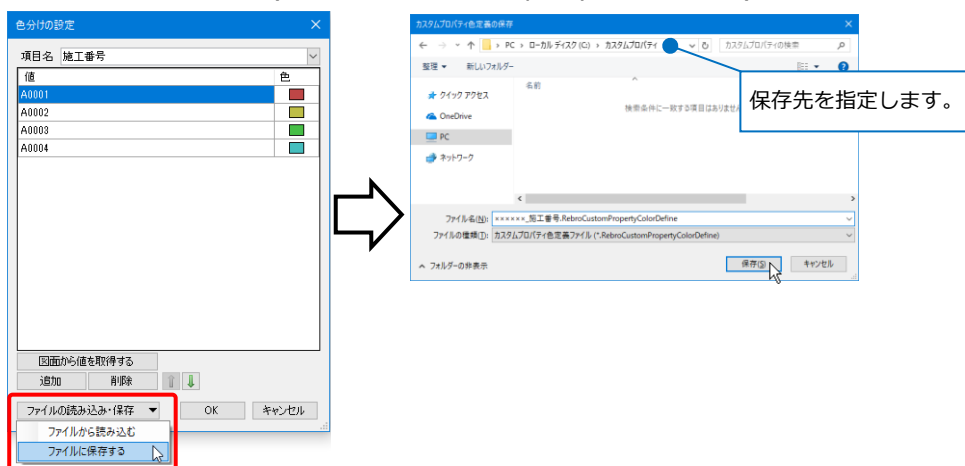 色分けの設定
項目名 施工番号
値 色
A0001
A0002
A0003
A0004
図面から値を取得する
追加 削除
ファイルの読み込み・保存 OK キャンセル
ファイルから読み込む
ファイルに保存する
カスタムプロパティ色定義の保存
PC › ローカル ディスク (C:) › カスタムプロパティ カスタムプロパティの検索
整理 新しいフォルダー
名前
クイック アクセス
OneDrive
PC
ネットワーク
検索条件に一致する項目はありません
保存先を指定します。
ファイル名(N): ××××××_施工番号.RebroCustomPropertyColorDefine
ファイルの種類(T): カスタムプロパティ色定義ファイル (*.RebroCustomPropertyColorDefine)
フォルダーの非表示 保存(S) キャンセル